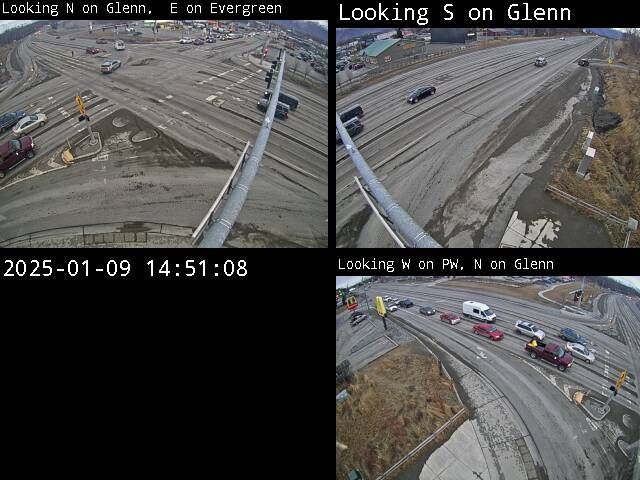 Looking N on Glenn,  E on Evergreen
Looking S on Glenn
2025-01-09 14:51:08
Looking W on PW, N on Glenn